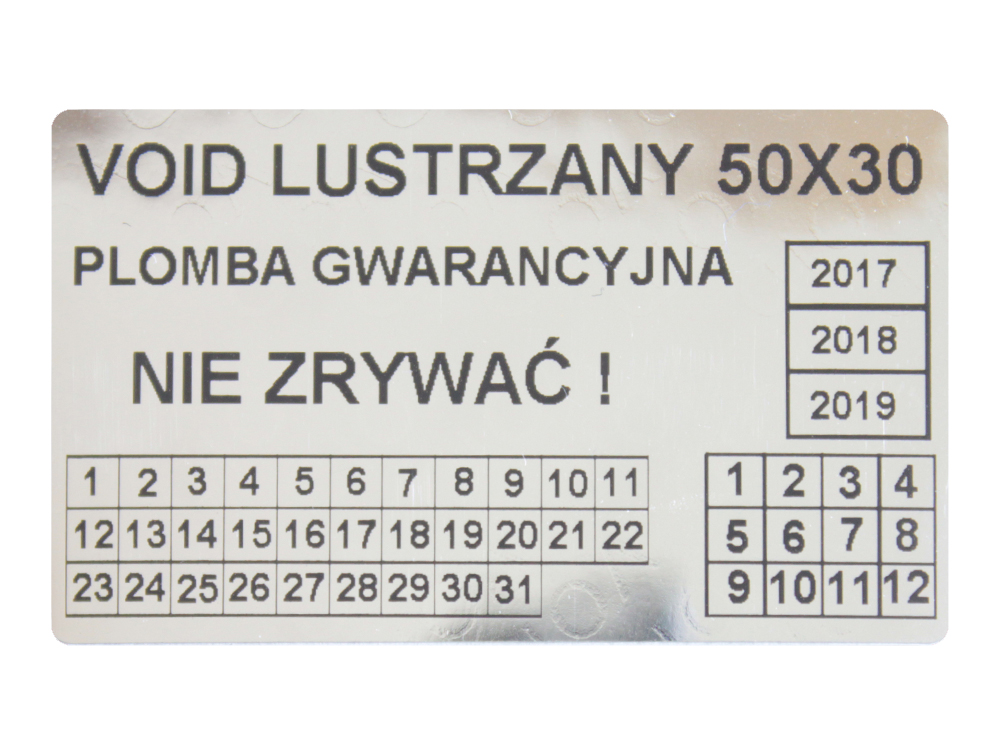 VOID LUSTRZANY 50X30
PLOMBA GWARANCYJNA
NIE ZRYWAĆ !
2017
2018
2019
1 2 3 4 5 6 7 8 9 10 11
12 13 14 15 16 17 18 19 20 21 22
23 24 25 26 27 28 29 30 31
1 2 3 4
5 6 7 8
9 10 11 12